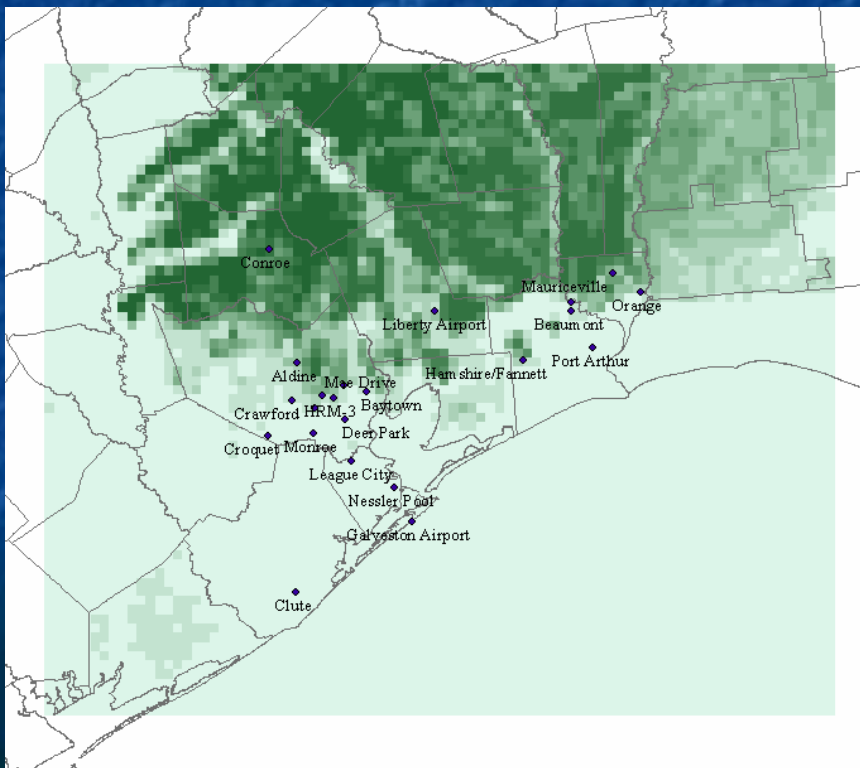 Conroe
Mauriceville
Orange
Liberty Airport
Beaumont
Port Arthur
Hamshire/Fannett
Aldine
Mae Drive
Baytown
Crawford
HRM-3
Deer Park
Croquet
Monroe
League City
Nessler Pool
Galveston Airport
Clute